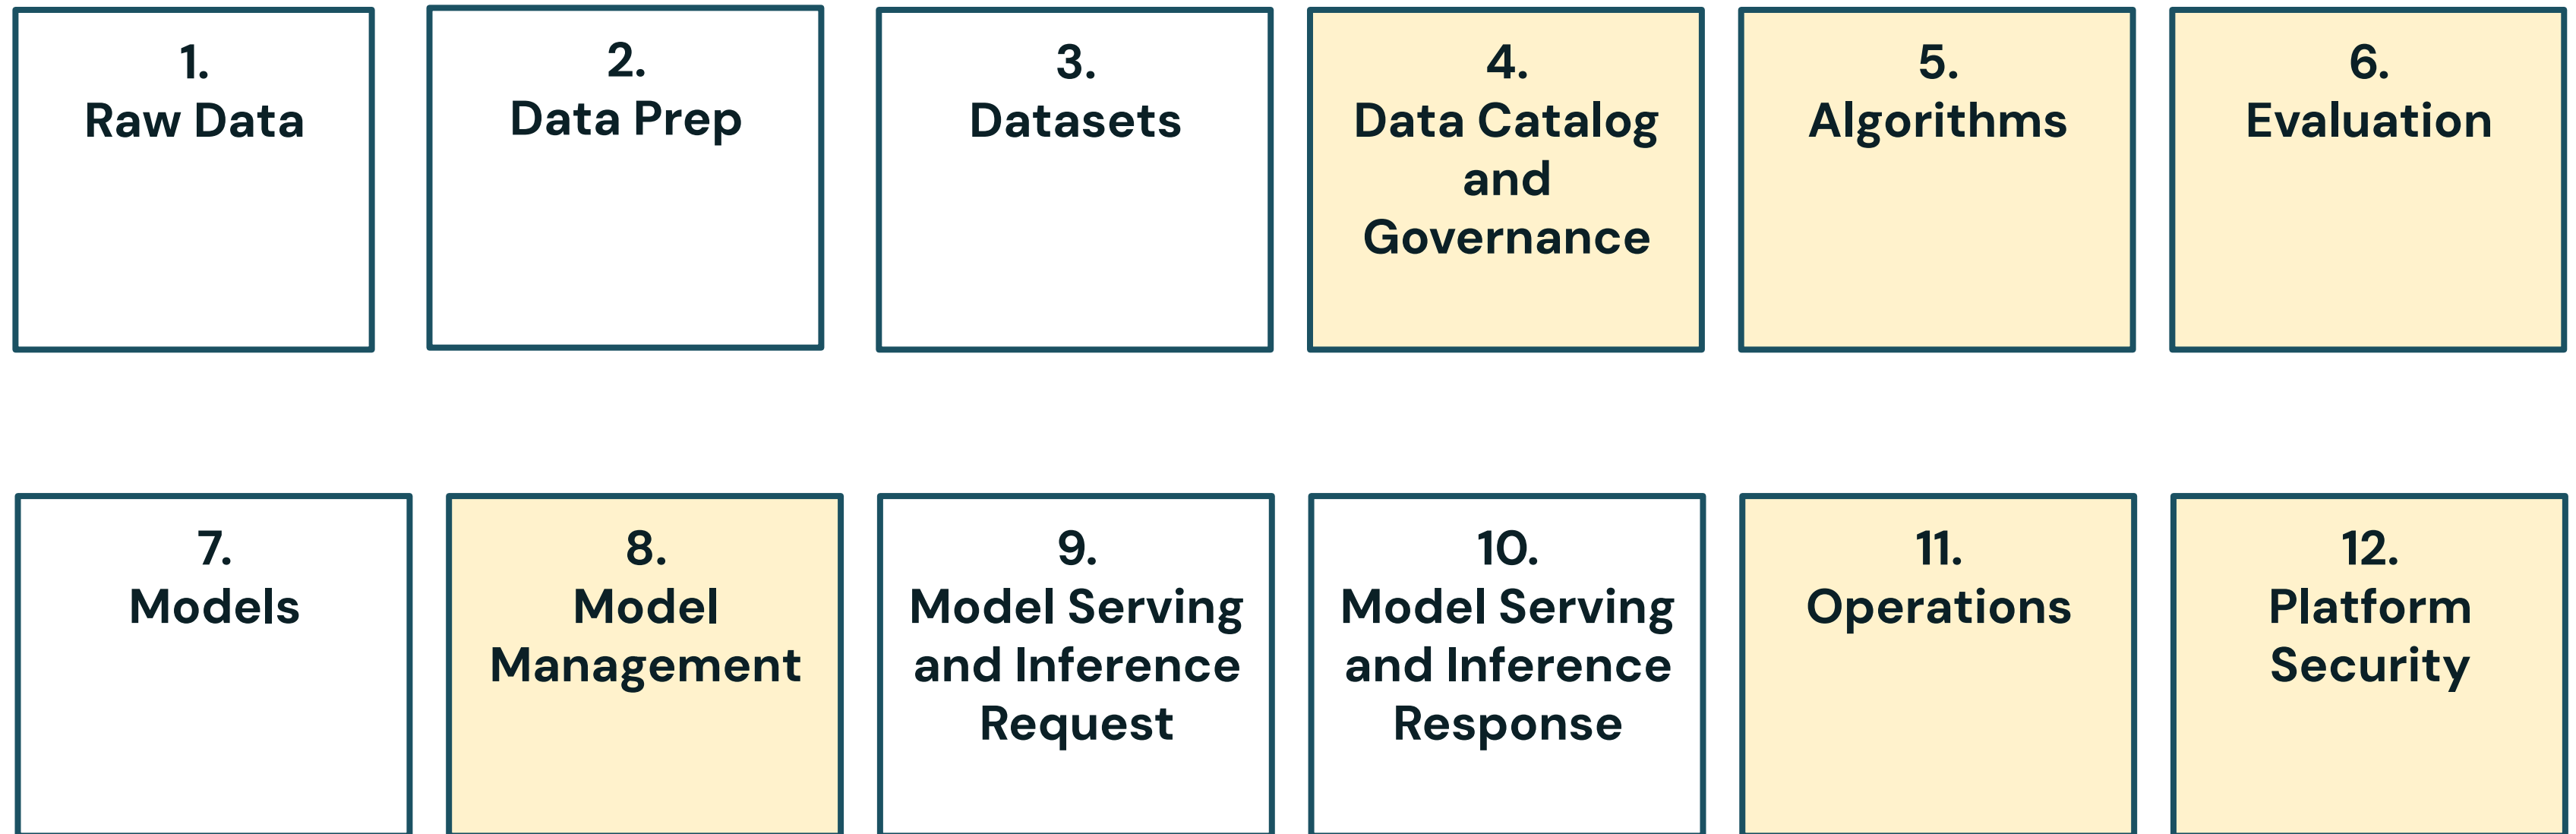 1.
Raw Data
2.
Data Prep
3.
Datasets
4.
Data Catalog
and
Governance
5.
Algorithms
6.
Evaluation
7.
Models
8.
Model
Management
9.
Model Serving
and Inference
Request
10.
Model Serving
and Inference
Response
11.
Operations
12.
Platform
Security